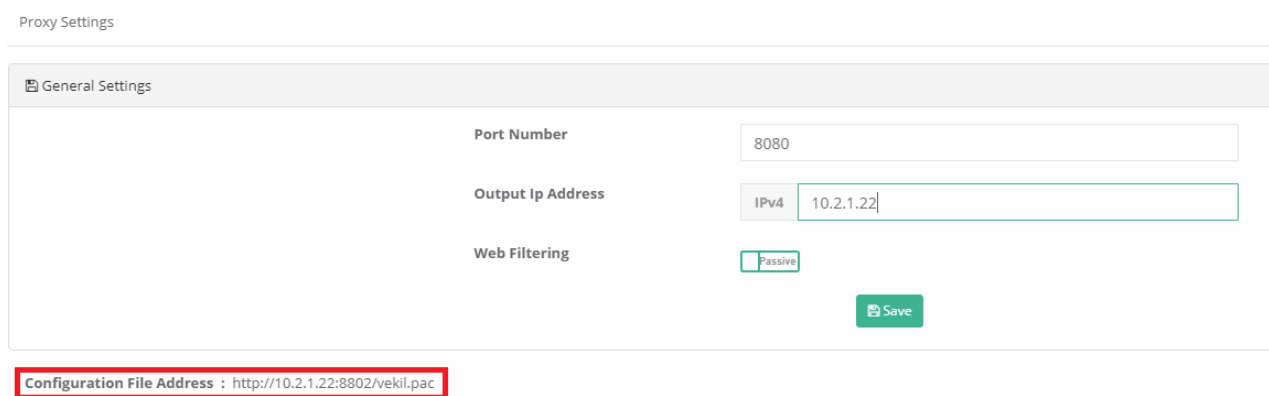 Proxy Settings
General Settings
Port Number
8080
Output Ip Address
IPv4 10.2.1.22
Web Filtering
Passive
Save
Configuration File Address : http://10.2.1.22:8802/vekil.pac